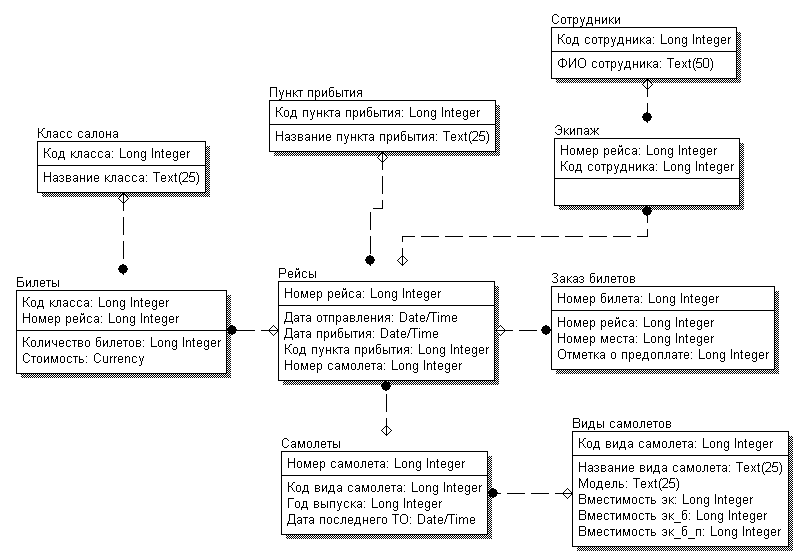 Сотрудники
Код сотрудника: Long Integer
ФИО сотрудника: Text(50)
Пункт прибытия
Код пункта прибытия: Long Integer
Название пункта прибытия: Text(25)
Класс салона
Код класса: Long Integer
Название класса: Text(25)
Экипаж
Номер рейса: Long Integer
Код сотрудника: Long Integer
Билеты
Код класса: Long Integer
Номер рейса: Long Integer
Количество билетов: Long Integer
Стоимость: Currency
Рейсы
Номер рейса: Long Integer
Дата отправления: Date/Time
Дата прибытия: Date/Time
Код пункта прибытия: Long Integer
Номер самолета: Long Integer
Заказ билетов
Номер билета: Long Integer
Номер рейса: Long Integer
Номер места: Long Integer
Отметка о предоплате: Long Integer
Самолеты
Номер самолета: Long Integer
Код вида самолета: Long Integer
Год выпуска: Long Integer
Дата последнего ТО: Date/Time
Виды самолетов
Код вида самолета: Long Integer
Название вида самолета: Text(25)
Модель: Text(25)
Вместимость эк: Long Integer
Вместимость эк_б: Long Integer
Вместимость эк_б_п: Long Integer